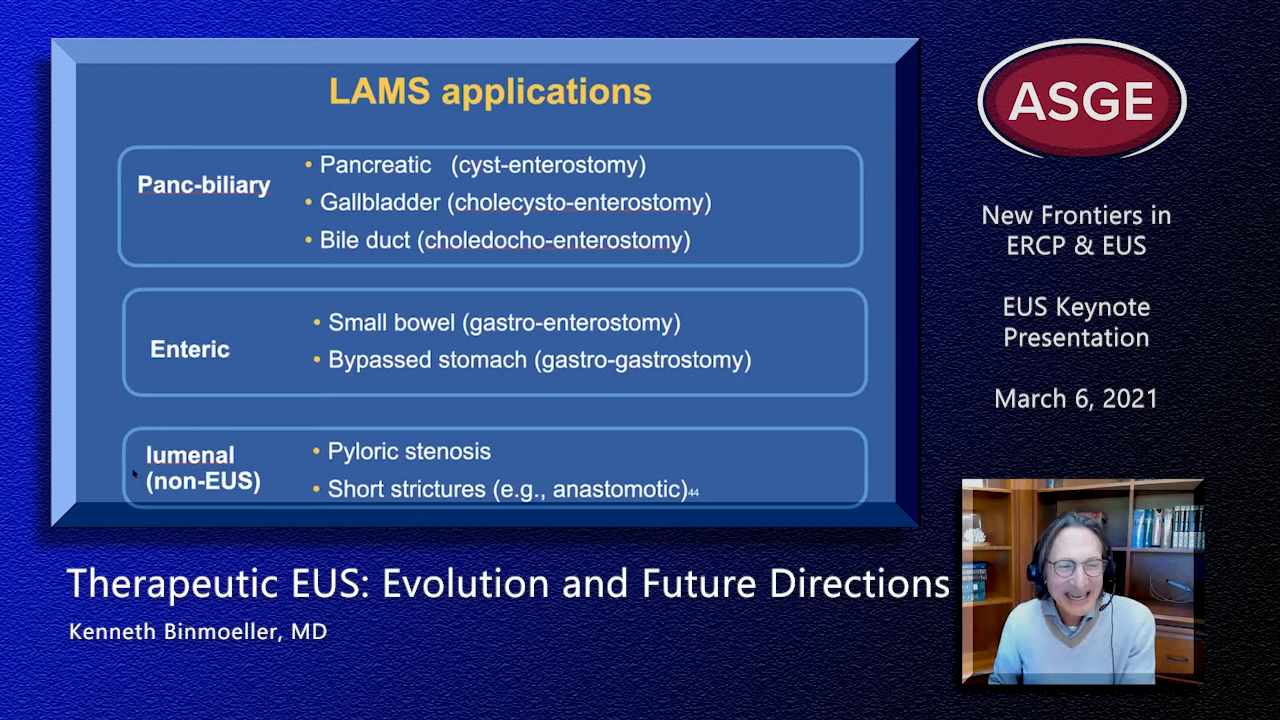 LAMS applications
Panc-biliary
• Pancreatic (cyst-enterostomy)
• Gallbladder (cholecysto-enterostomy)
• Bile duct (choledocho-enterostomy)
Enteric
• Small bowel (gastro-enterostomy)
• Bypassed stomach (gastro-gastrostomy)
lumenal
(non-EUS)
• Pyloric stenosis
• Short strictures (e.g., anastomotic)44
ASGE
New Frontiers in
ERCP & EUS
EUS Keynote
Presentation
March 6, 2021
Therapeutic EUS: Evolution and Future Directions
Kenneth Binmoeller, MD